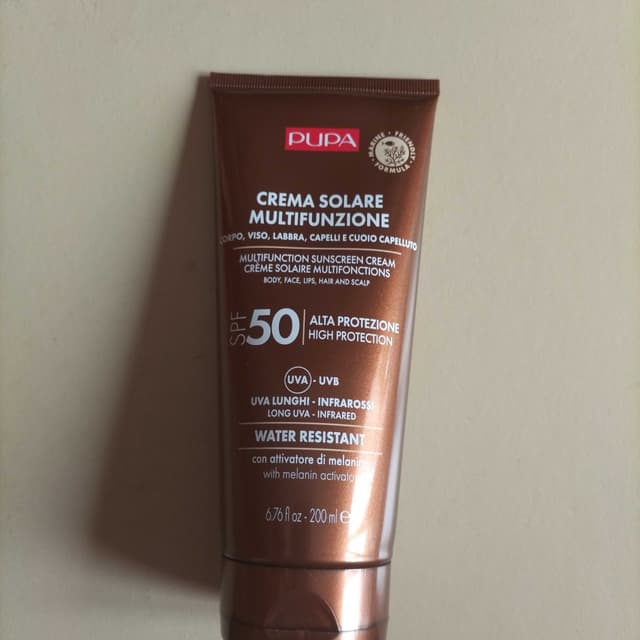 PUPA
MARINE • FRIENDLY • FORMULA •
CREMA SOLARE
MULTIFUNZIONE
CORPO, VISO, LABBRA, CAPELLI E CUOIO CAPELLUTO
MULTIFUNCTION SUNSCREEN CREAM
CRÈME SOLAIRE MULTIFONCTIONS
BODY, FACE, LIPS, HAIR AND SCALP
SPF 50
ALTA PROTEZIONE
HIGH PROTECTION
UVA - UVB
UVA LUNGHI - INFRAROSSI
LONG UVA - INFRARED
WATER RESISTANT
con attivatore di melanin
with melanin activato
6.76 fl oz - 200 ml e